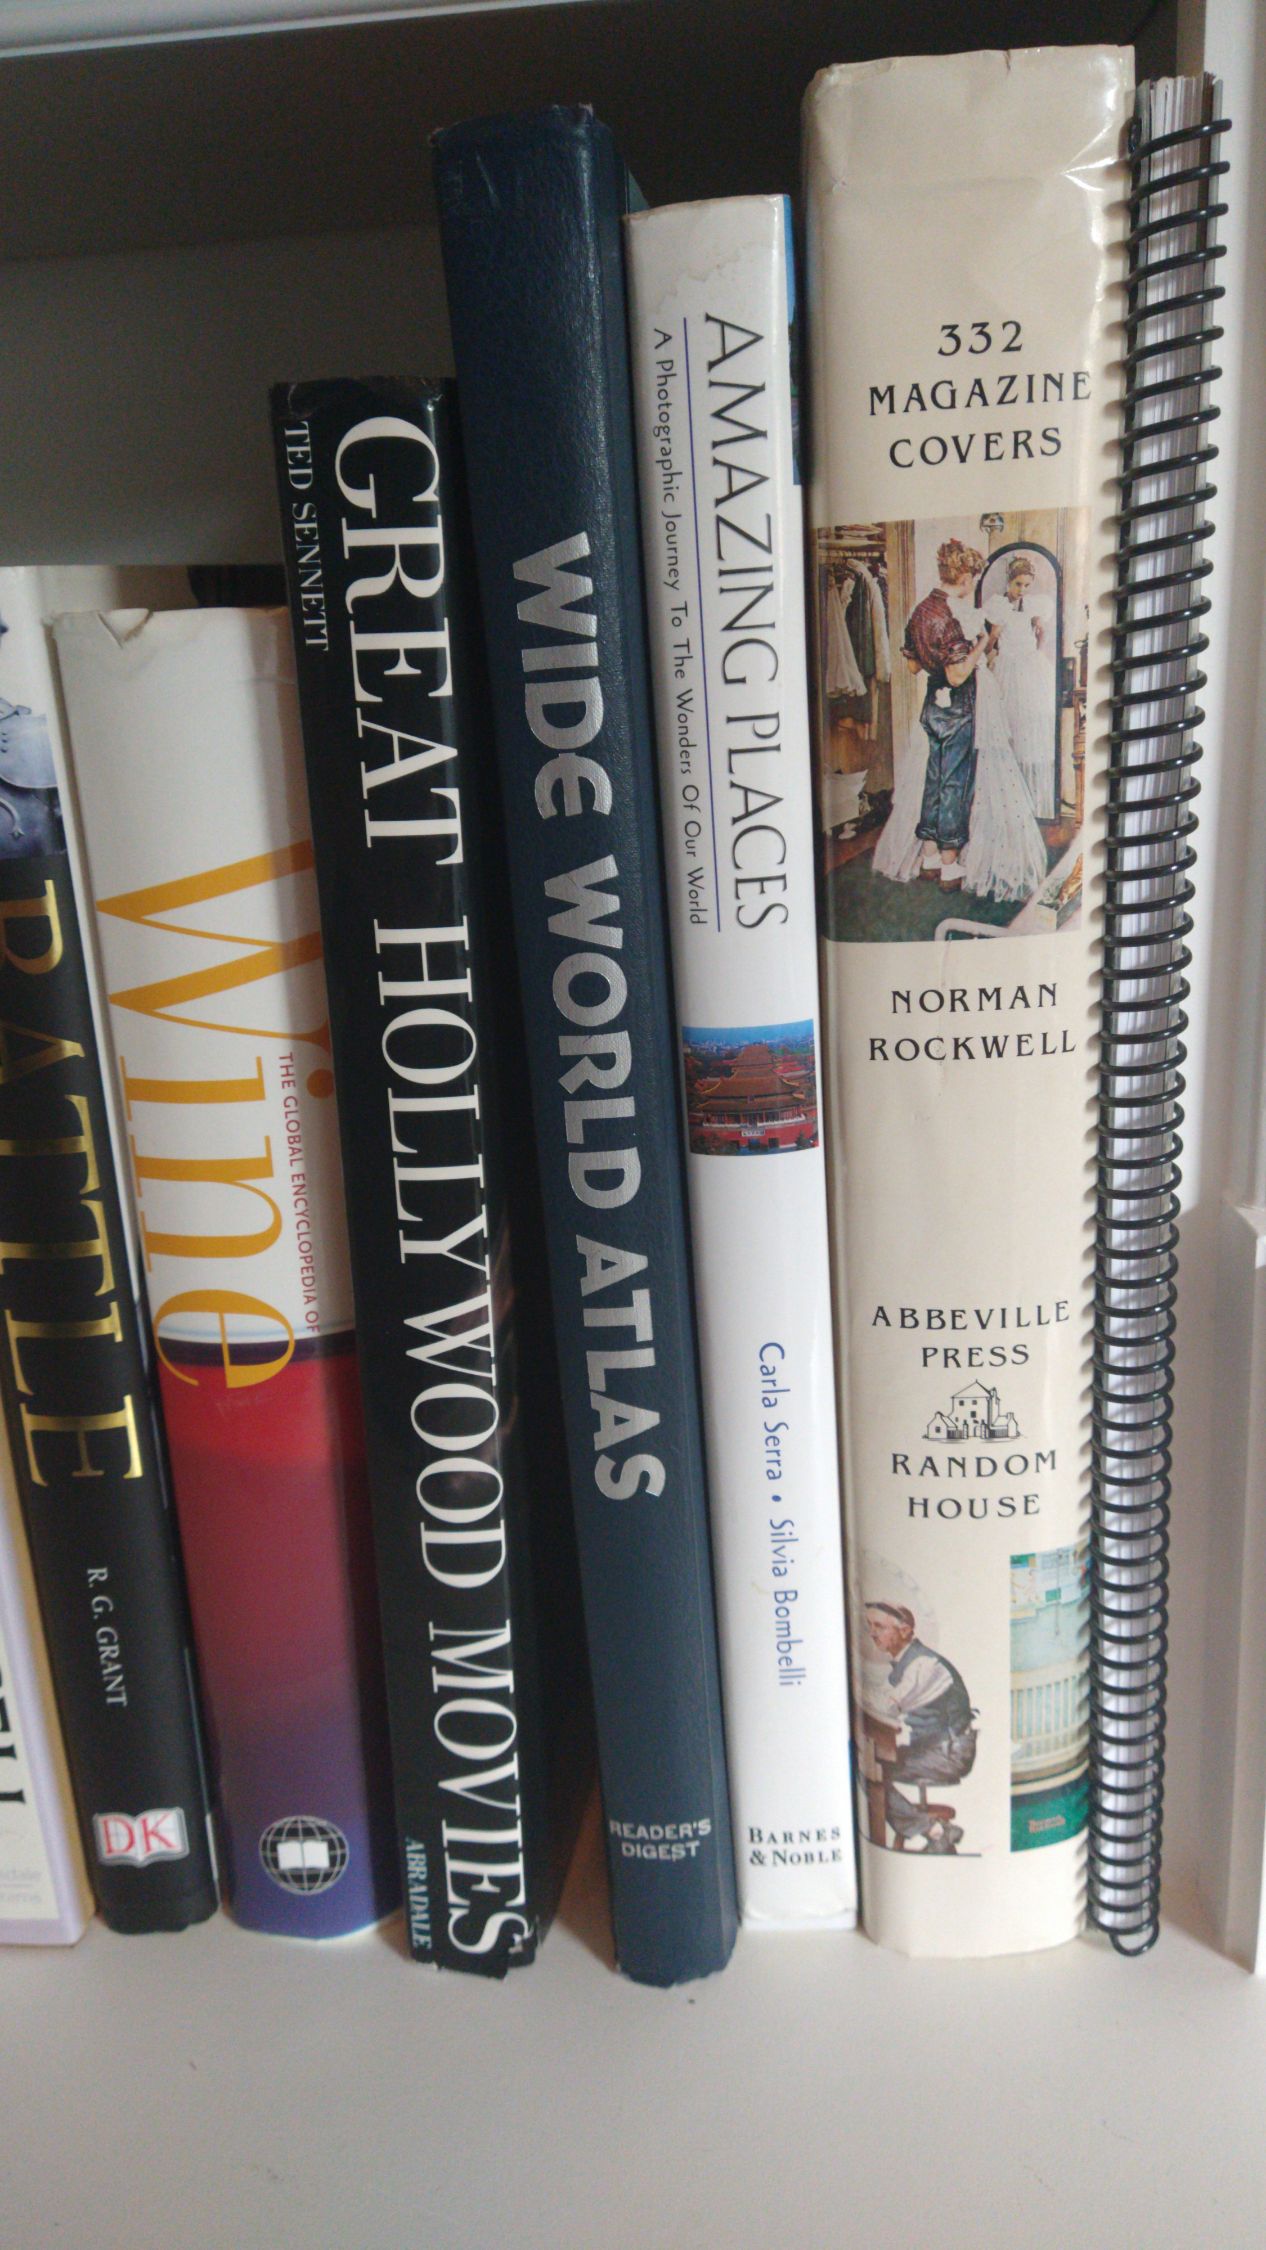 BATTLE
R. G. GRANT
DK
THE GLOBAL ENCYCLOPEDIA OF
Wine
TED SENNETT
GREAT HOLLYWOOD MOVIES
ABRADALE
WIDE WORLD ATLAS
READER'S
DIGEST
AMAZING PLACES
A Photographic Journey To The Wonders Of Our World
Carla Serra • Silvia Bombelli
BARNES
& NOBLE
332
MAGAZINE
COVERS
NORMAN
ROCKWELL
ABBEVILLE
PRESS
RANDOM
HOUSE